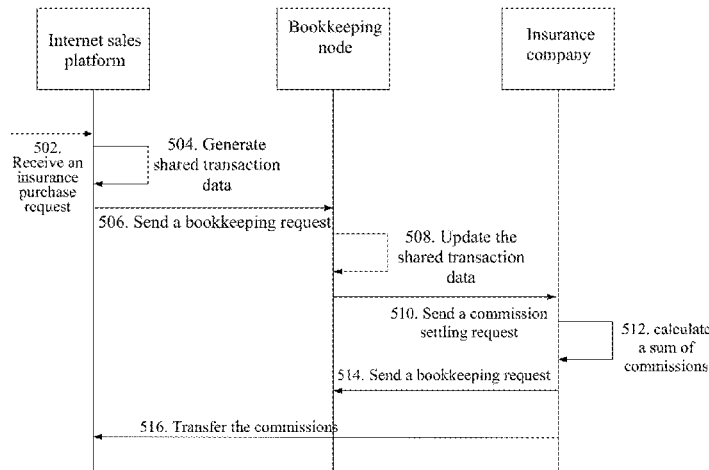 Internet sales
platform
Bookkeeping
node
Insurance
company
502.
Receive an
insurance
purchase
request
504. Generate
shared transaction
data
506. Send a bookkeeping request
508. Update the
shared transaction
data
510. Send a commission
settling request
512. calculate
a sum of
commissions
514. Send a bookkeeping request
516. Transfer the commissions